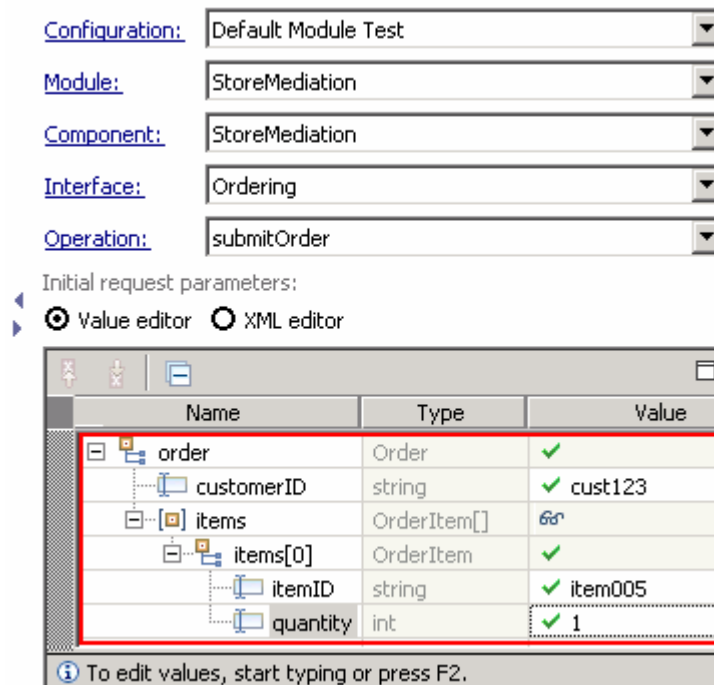 Configuration: Default Module Test
Module: StoreMediation
Component: StoreMediation
Interface: Ordering
Operation: submitOrder
Initial request parameters:
Value editor XML editor
Name Type Value
order Order
customerID string cust123
items OrderItem[]
items[0] OrderItem
itemID string item005
quantity int 1
To edit values, start typing or press F2.